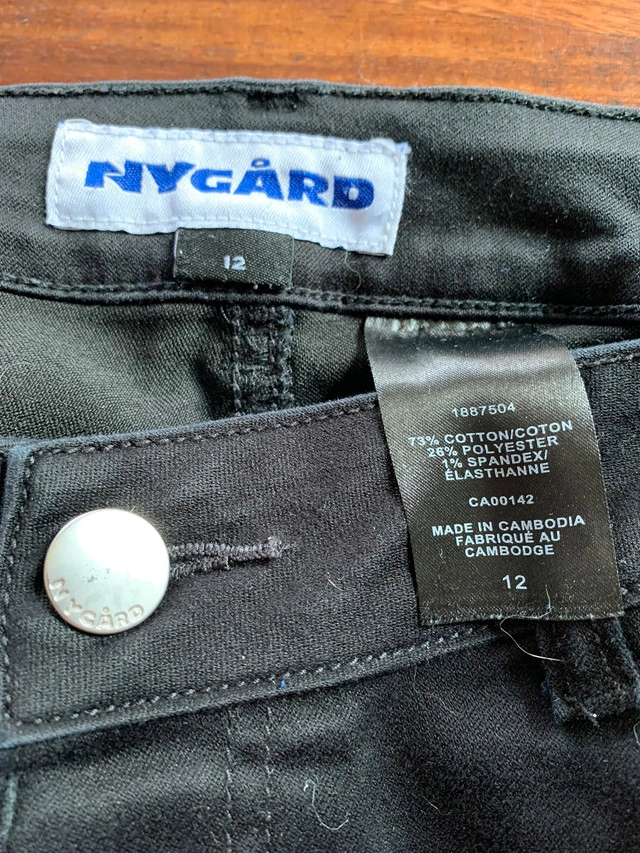 NYGÅRD
12
1887504
73% COTTON/COTON
26% POLYESTER
1% SPANDEX/
ÉLASTHANNE
CA00142
MADE IN CAMBODIA
FABRIQUÉ AU
CAMBODGE
12
NYGÅRD